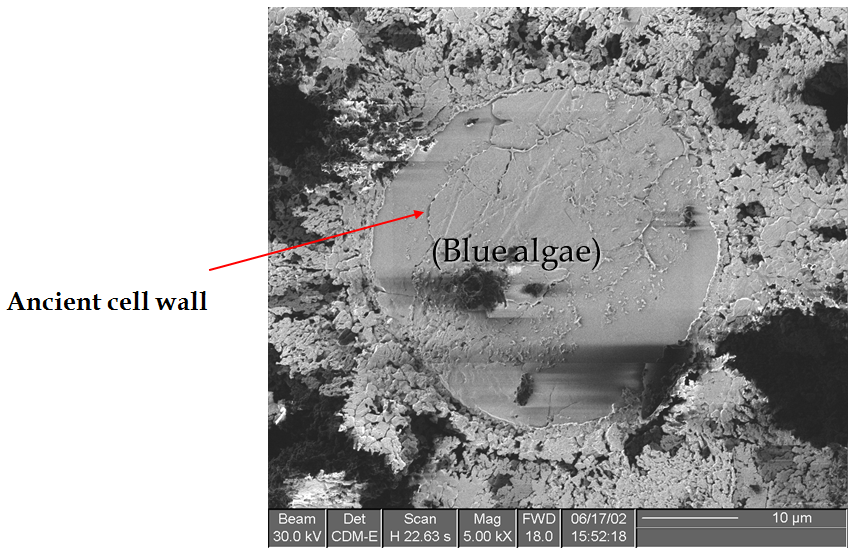 (Blue algae)
Ancient cell wall
Beam Det Scan Mag FWD 06/17/02 10 µm
30.0 kV CDM-E H 22.63 s 5.00 kX 18.0 15:52:18